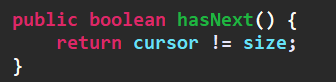 public boolean hasNext() {
    return cursor != size;
}